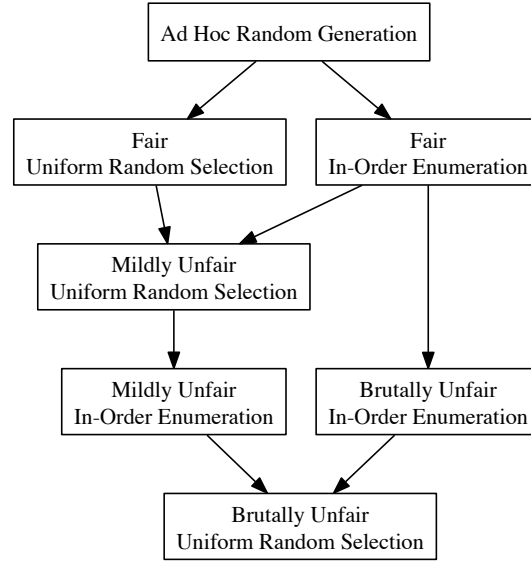 Ad Hoc Random Generation
Fair
Uniform Random Selection
Fair
In-Order Enumeration
Mildly Unfair
Uniform Random Selection
Mildly Unfair
In-Order Enumeration
Brutally Unfair
In-Order Enumeration
Brutally Unfair
Uniform Random Selection